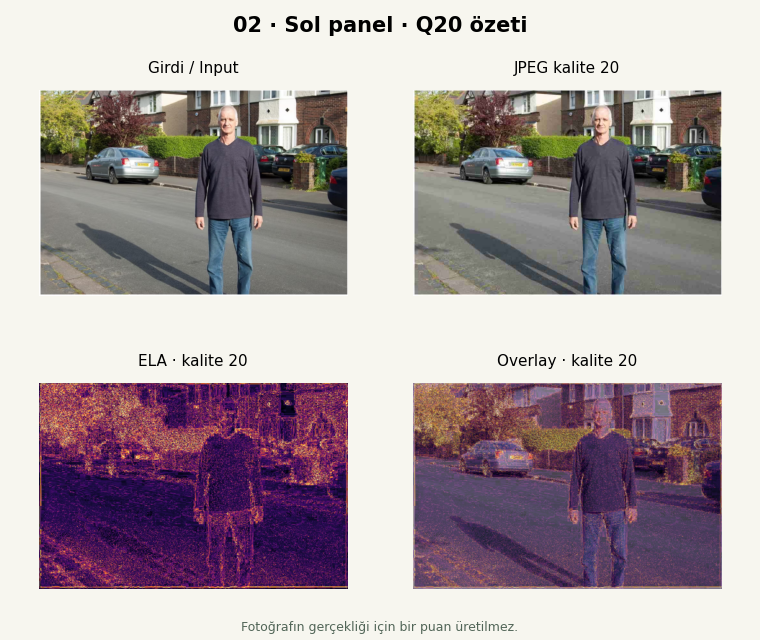 02 · Sol panel · Q20 özeti
Girdi / Input
JPEG kalite 20
ELA · kalite 20
Overlay · kalite 20
Fotoğrafın gerçekliği için bir puan üretilmez.